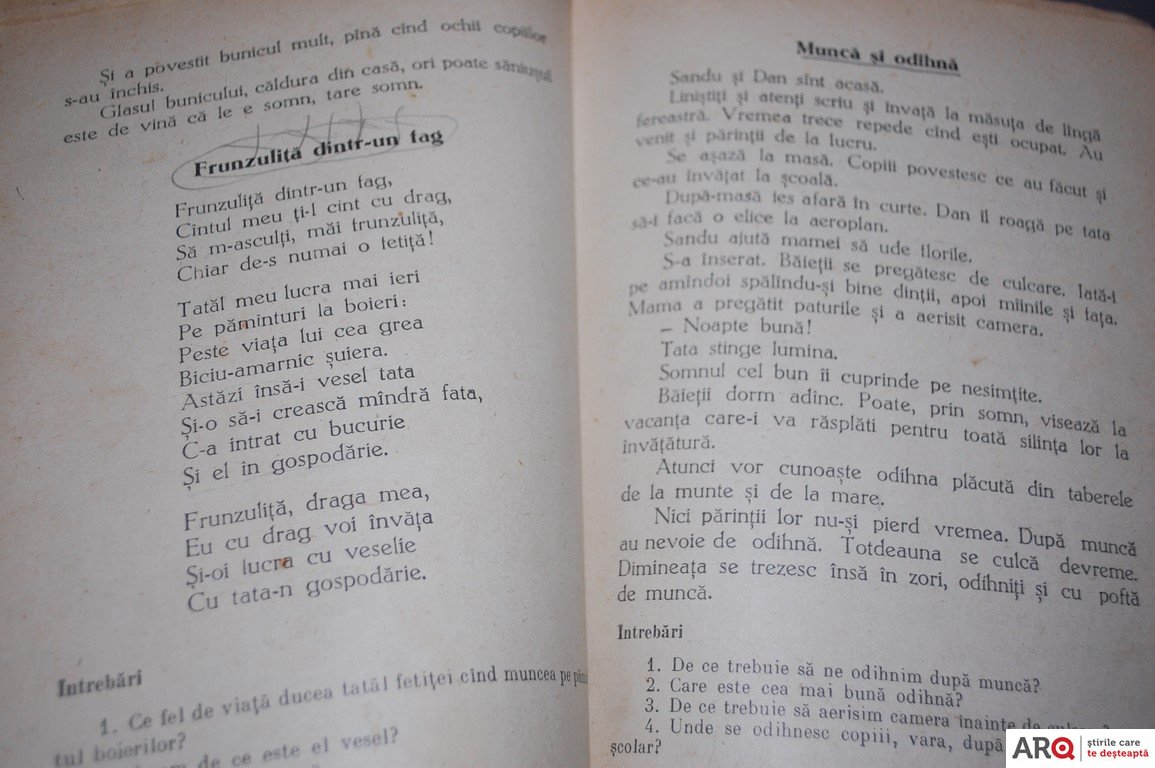 Și a povestit bunicul mult, pînă cînd ochii copiilor
s-au închis.
Glasul bunicului, căldura din casă, ori poate săniușul
este de vină că le e somn, tare somn.
Frunzuliță dintr-un fag
Frunzuliță dintr-un fag,
Cîntul meu ți-l cînt cu drag,
Să m-asculți, măi frunzuliță,
Chiar de-s numai o fetiță!
Tatăl meu lucra mai ieri
Pe pămînturi la boieri:
Peste viața lui cea grea
Biciu-amarnic șuiera.
Astăzi însă-i vesel tata
Și-o să-i crească mîndră fata,
C-a intrat cu bucurie
Și el în gospodărie.
Frunzuliță, draga mea,
Eu cu drag voi învăța
Și-oi lucra cu veselie
Cu tata-n gospodărie.
Întrebări
1. Ce fel de viață ducea tatăl fetiței cînd muncea pe
tul boierilor?
de ce este el vesel?
Muncă și odihnă
Sandu și Dan sînt acasă.
Liniștiți și atenți scriu și învață la măsuța de lîngă
fereastră. Vremea trece repede cînd ești ocupat. Au
venit și părinții de la lucru.
Se așază la masă. Copiii povestesc ce au făcut și
ce-au învățat la școală.
După-masă ies afară în curte. Dan îl roagă pe tata
să-i facă o elice la aeroplan.
Sandu ajută mamei să ude florile.
S-a înserat. Băieții se pregătesc de culcare. Iată-i
pe amîndoi spălîndu-și bine dinții, apoi mîinile și fața.
Mama a pregătit paturile și a aerisit camera.
– Noapte bună!
Tata stinge lumina.
Somnul cel bun îi cuprinde pe nesimțite.
Băieții dorm adînc. Poate, prin somn, visează la
vacanța care-i va răsplăti pentru toată silința lor la
învățătură.
Atunci vor cunoaște odihna plăcută din taberele
de la munte și de la mare.
Nici părinții lor nu-și pierd vremea. După muncă
au nevoie de odihnă. Totdeauna se culcă devreme.
Dimineața se trezesc însă în zori, odihniți și cu poftă
de muncă.
Întrebări
1. De ce trebuie să ne odihnim după muncă?
2. Care este cea mai bună odihnă?
3. De ce trebuie să aerisim camera înainte de
4. Unde se odihnesc copiii, vara, după
școlar?
ARQ știrile care
te deșteaptă